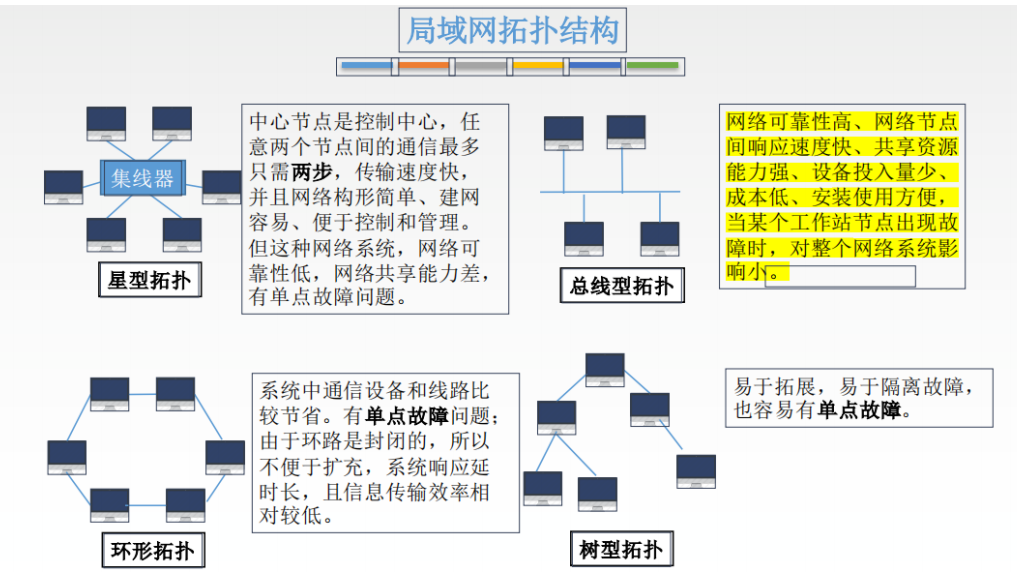 局域网拓扑结构
集线器
星型拓扑
中心节点是控制中心，任
意两个节点间的通信最多
只需两步，传输速度快，
并且网络构形简单、建网
容易、便于控制和管理。
但这种网络系统，网络可
靠性低，网络共享能力差，
有单点故障问题。
总线型拓扑
网络可靠性高、网络节点
间响应速度快、共享资源
能力强、设备投入量少、
成本低、安装使用方便，
当某个工作站节点出现故
障时，对整个网络系统影
响小。
环形拓扑
系统中通信设备和线路比
较节省。有单点故障问题；
由于环路是封闭的，所以
不便于扩充，系统响应延
时长，且信息传输效率相
对较低。
树型拓扑
易于拓展，易于隔离故障，
也容易有单点故障。